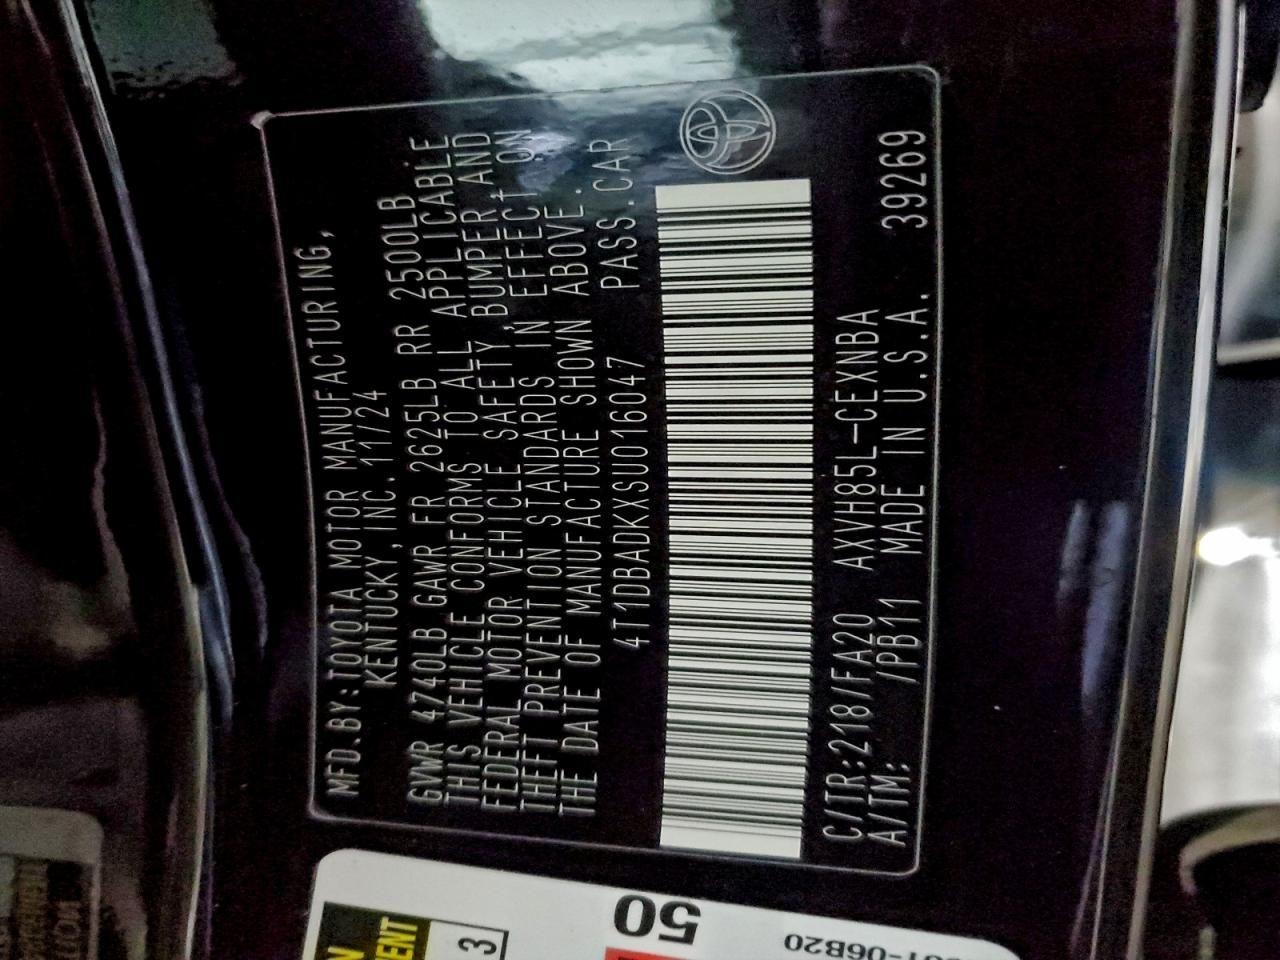 MFD.BY:TOYOTA MOTOR MANUFACTURING,
KENTUCKY, INC. 11/24
GVWR 4740LB GAWR FR 2625LB RR 2500LB
THIS VEHICLE CONFORMS TO ALL APPLICABLE
FEDERAL MOTOR VEHICLE SAFETY, BUMPER AND
THEFT PREVENTION STANDARDS IN EFFECT ON
THE DATE OF MANUFACTURE SHOWN ABOVE.
4T1DBADKXSU016047 PASS.CAR
C/TR:218/FA20 AXVH85L-CEXNBA
A/TM: /PB11 MADE IN U.S.A. 39269
3
50
-06B20